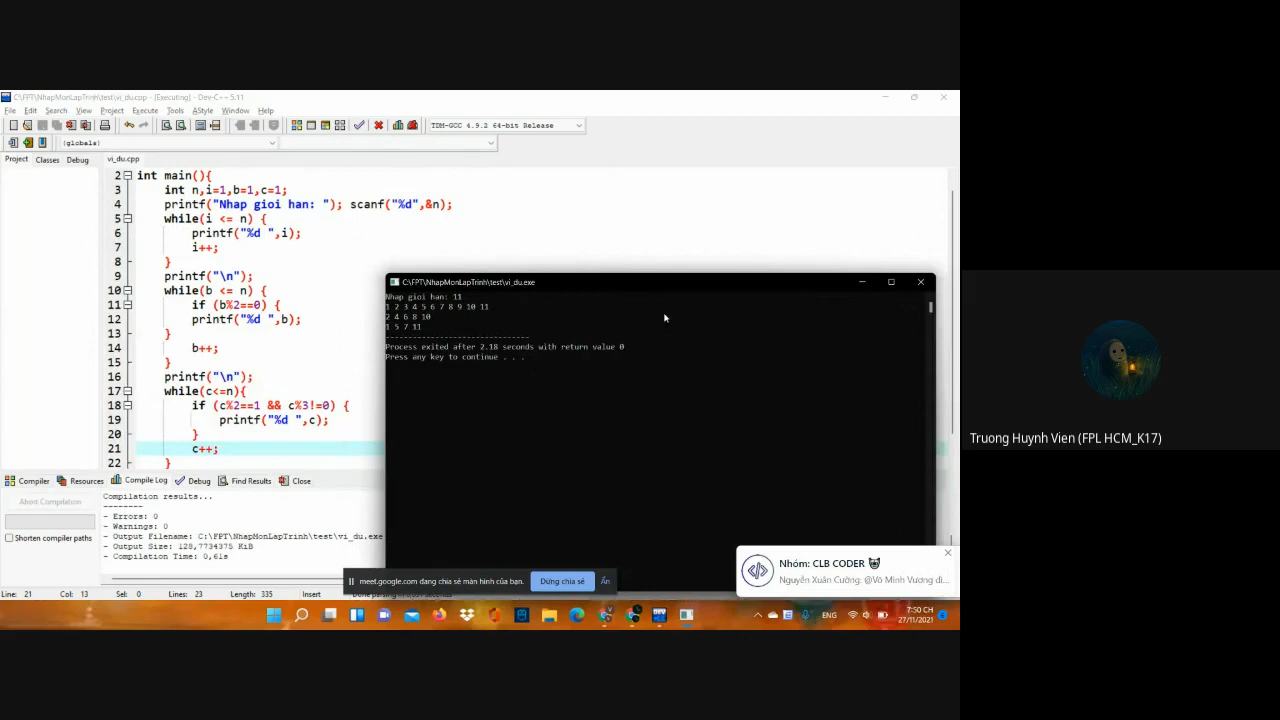 C:\FPT\NhapMonLapTrinh\test\vi_du.cpp - [Executing] - Dev-C++ 5.11
File Edit Search View Project Execute Tools AStyle Window Help
TDM-GCC 4.9.2 64-bit Release
(globals)
Project Classes Debug
vi_du.cpp
2 int main(){
3 int n,i=1,b=1,c=1;
4 printf("Nhap gioi han: "); scanf("%d",&n);
5 while(i <= n) {
6 printf("%d ",i);
7 i++;
8 }
9 printf("\n");
10 while(b <= n) {
11 if (b%2==0) {
12 printf("%d ",b);
13 }
14 b++;
15 }
16 printf("\n");
17 while(c<=n){
18 if (c%2==1 && c%3!=0) {
19 printf("%d ",c);
20 }
21 c++;
22 }
C:\FPT\NhapMonLapTrinh\test\vi_du.exe
Nhap gioi han: 11
1 2 3 4 5 6 7 8 9 10 11
2 4 6 8 10
1 5 7 11
--------------------------------
Process exited after 2.18 seconds with return value 0
Press any key to continue . . .
Truong Huynh Vien (FPL HCM_K17)
Compiler Resources Compile Log Debug Find Results Close
Abort Compilation
Shorten compiler paths
Compilation results...
--------
- Errors: 0
- Warnings: 0
- Output Filename: C:\FPT\NhapMonLapTrinh\test\vi_du.exe
- Output Size: 128,7734375 KiB
- Compilation Time: 0,61s
Nhóm: CLB CODER
Nguyễn Xuân Cường: @Võ Minh Vương đi...
meet.google.com đang chia sẻ màn hình của bạn. Dừng chia sẻ Ẩn
Line: 21 Col: 13 Sel: 0 Lines: 23 Length: 335 Insert
ENG
7:50 CH
27/11/2021